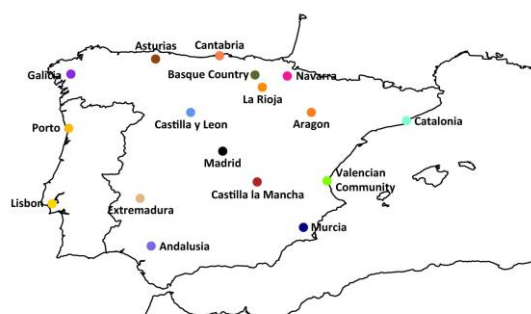 Asturias
Cantabria
Galicia
Basque Country
Navarra
La Rioja
Porto
Castilla y Leon
Aragon
Catalonia
Madrid
Valencian
Community
Castilla la Mancha
Lisbon
Extremadura
Murcia
Andalusia